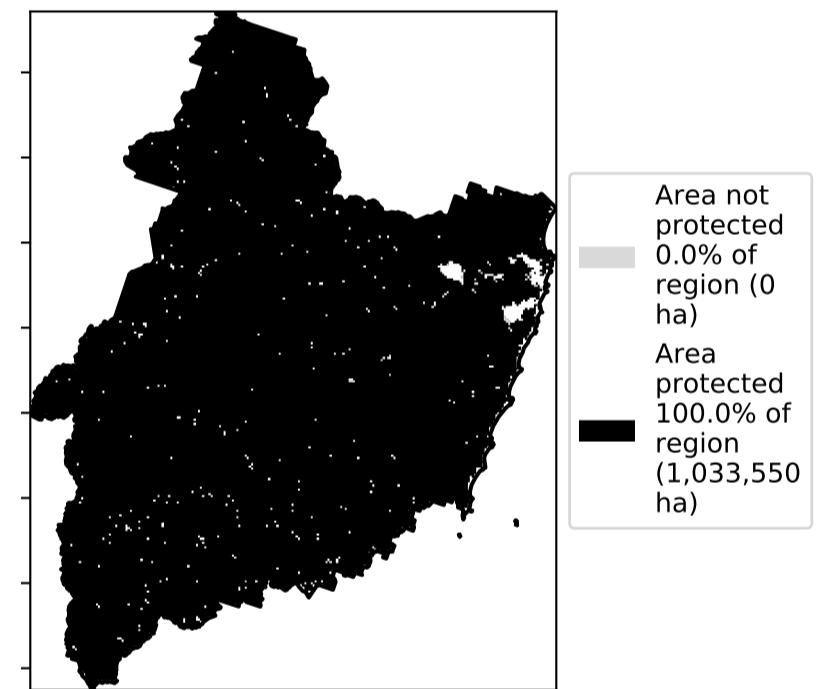 Area not
protected
0.0% of
region (0
ha)
Area
protected
100.0% of
region
(1,033,550
ha)